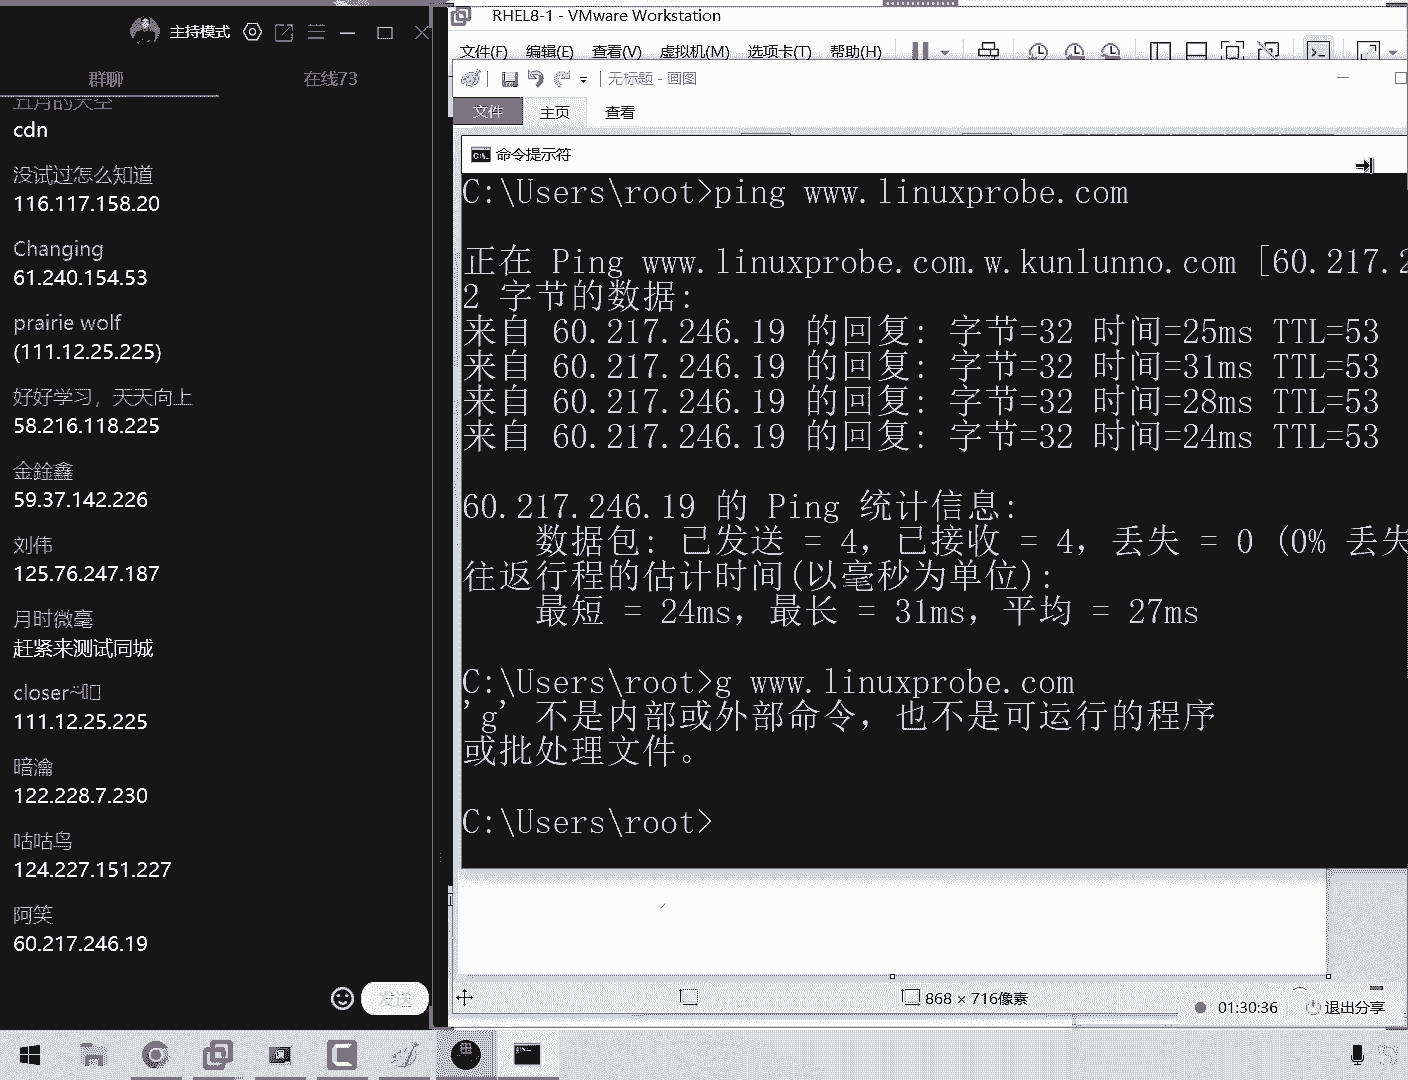 主持模式
群聊
在线73
五月的天空
cdn
没试过怎么知道
116.117.158.20
Changing
61.240.154.53
prairie wolf
(111.12.25.225)
好好学习，天天向上
58.216.118.225
金鍂鑫
59.37.142.226
刘伟
125.76.247.187
月时微毫
赶紧来测试同城
closer
111.12.25.225
暗瀹
122.228.7.230
咕咕鸟
124.227.151.227
阿笑
60.217.246.19
发送
RHEL8-1 - VMware Workstation
文件(F) 编辑(E) 查看(V) 虚拟机(M) 选项卡(T) 帮助(H)
无标题 - 画图
文件 主页 查看
命令提示符
C:\Users\root>ping www.linuxprobe.com
正在 Ping www.linuxprobe.com.w.kunlunno.com [60.217.2
2 字节的数据:
来自 60.217.246.19 的回复: 字节=32 时间=25ms TTL=53
来自 60.217.246.19 的回复: 字节=32 时间=31ms TTL=53
来自 60.217.246.19 的回复: 字节=32 时间=28ms TTL=53
来自 60.217.246.19 的回复: 字节=32 时间=24ms TTL=53
60.217.246.19 的 Ping 统计信息:
数据包: 已发送 = 4，已接收 = 4，丢失 = 0 (0% 丢失
往返行程的估计时间(以毫秒为单位):
最短 = 24ms，最长 = 31ms，平均 = 27ms
C:\Users\root>g www.linuxprobe.com
'g' 不是内部或外部命令，也不是可运行的程序
或批处理文件。
C:\Users\root>
868 × 716像素
01:30:36 退出分享